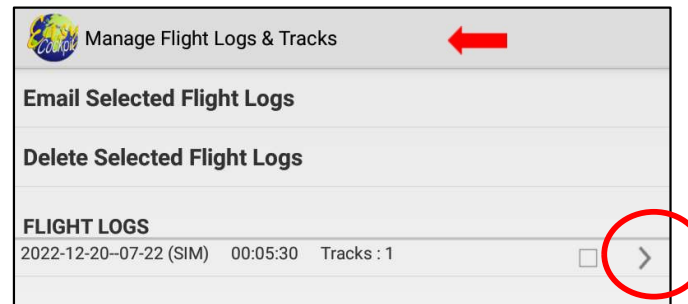 Easy
Cockpit
Manage Flight Logs & Tracks
Email Selected Flight Logs
Delete Selected Flight Logs
FLIGHT LOGS
2022-12-20--07-22 (SIM) 00:05:30 Tracks : 1